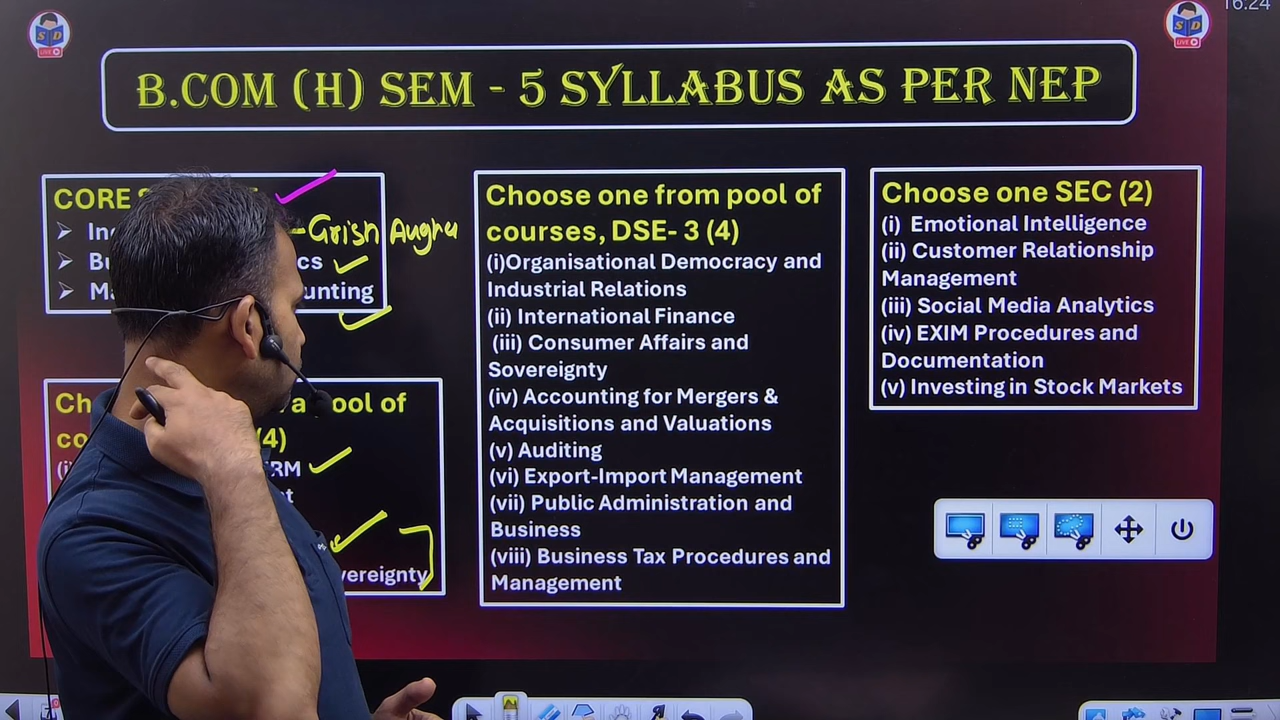 16:24
S D
LIVE
S D
LIVE
B.COM (H) SEM - 5 SYLLABUS AS PER NEP
CORE
Grish Aughu
cs
unting
a Pool of
(4)
RM
vereignty
Choose one from pool of
courses, DSE- 3 (4)
(i)Organisational Democracy and
Industrial Relations
(ii) International Finance
(iii) Consumer Affairs and
Sovereignty
(iv) Accounting for Mergers &
Acquisitions and Valuations
(v) Auditing
(vi) Export-Import Management
(vii) Public Administration and
Business
(viii) Business Tax Procedures and
Management
Choose one SEC (2)
(i) Emotional Intelligence
(ii) Customer Relationship
Management
(iii) Social Media Analytics
(iv) EXIM Procedures and
Documentation
(v) Investing in Stock Markets